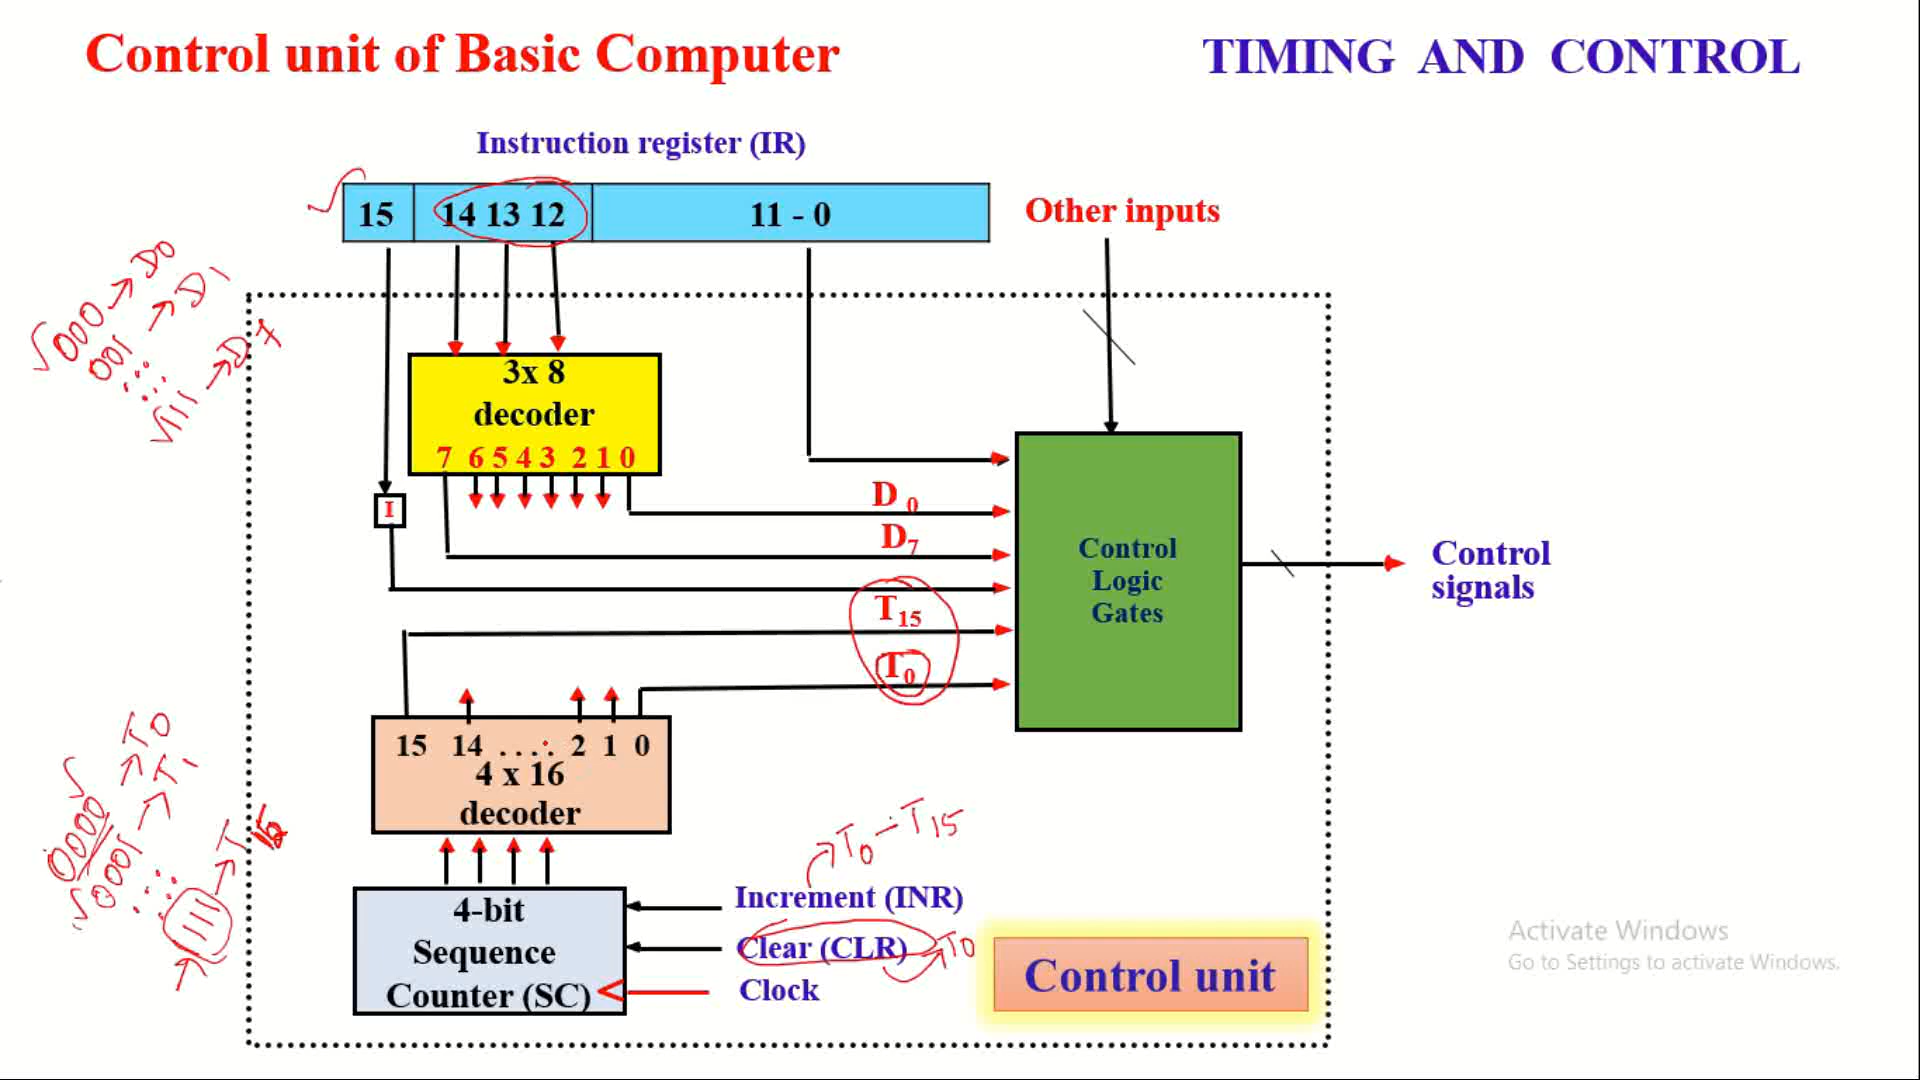 Control unit of Basic Computer
TIMING AND CONTROL
Instruction register (IR)
15 14 13 12 11 - 0
Other inputs
000 → D0
001 → D1
111 → D7
3x 8
decoder
7 6 5 4 3 2 1 0
I
D 0
D7
T15
T0
Control
Logic
Gates
Control
signals
15 14 .... 2 1 0
4 x 16
decoder
0000 → T0
0001 → T1
1111 → T15
T0 - T15
4-bit
Sequence
Counter (SC)
Increment (INR)
Clear (CLR) → T0
Clock
Control unit
Activate Windows
Go to Settings to activate Windows.